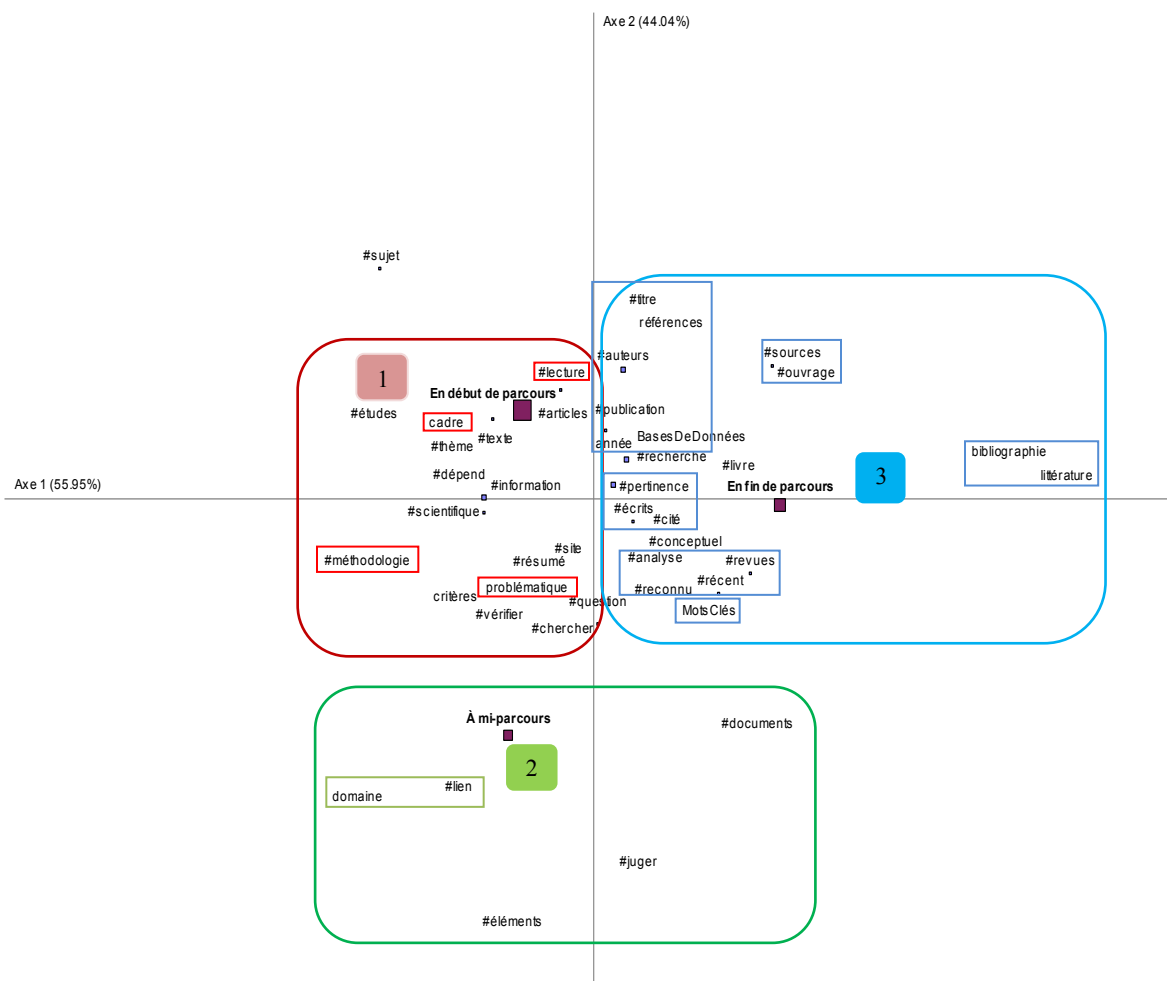 Axe 2 (44.04%)
#sujet
#titre
références
#auteurs
#sources
#ouvrage
#lecture
1
En début de parcours
#études
cadre
#articles
#publication
#texte
#thème
année
BasesDeDonnées
#recherche
#livre
bibliographie
littérature
#dépend
#information
Axe 1 (55.95%)
#pertinence
En fin de parcours
3
#scientifique
#écrits
#cité
#conceptuel
#site
#résumé
#méthodologie
#analyse
#revues
#récent
#reconnu
problématique
critères
#question
MotsClés
#vérifier
#chercher
À mi-parcours
#documents
2
#lien
domaine
#juger
#éléments